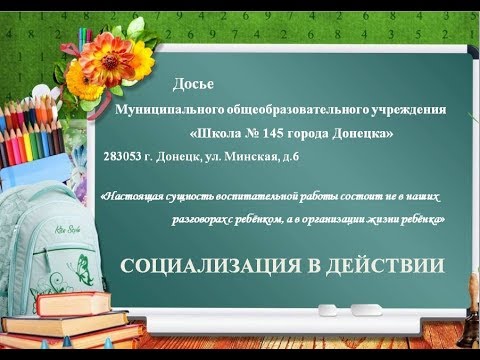 Досье
Муниципального общеобразовательного учреждения
«Школа № 145 города Донецка»
283053 г. Донецк, ул. Минская, д.6
«Настоящая сущность воспитательной работы состоит не в наших
разговорах с ребёнком, а в организации жизни ребёнка»
СОЦИАЛИЗАЦИЯ В ДЕЙСТВИИ